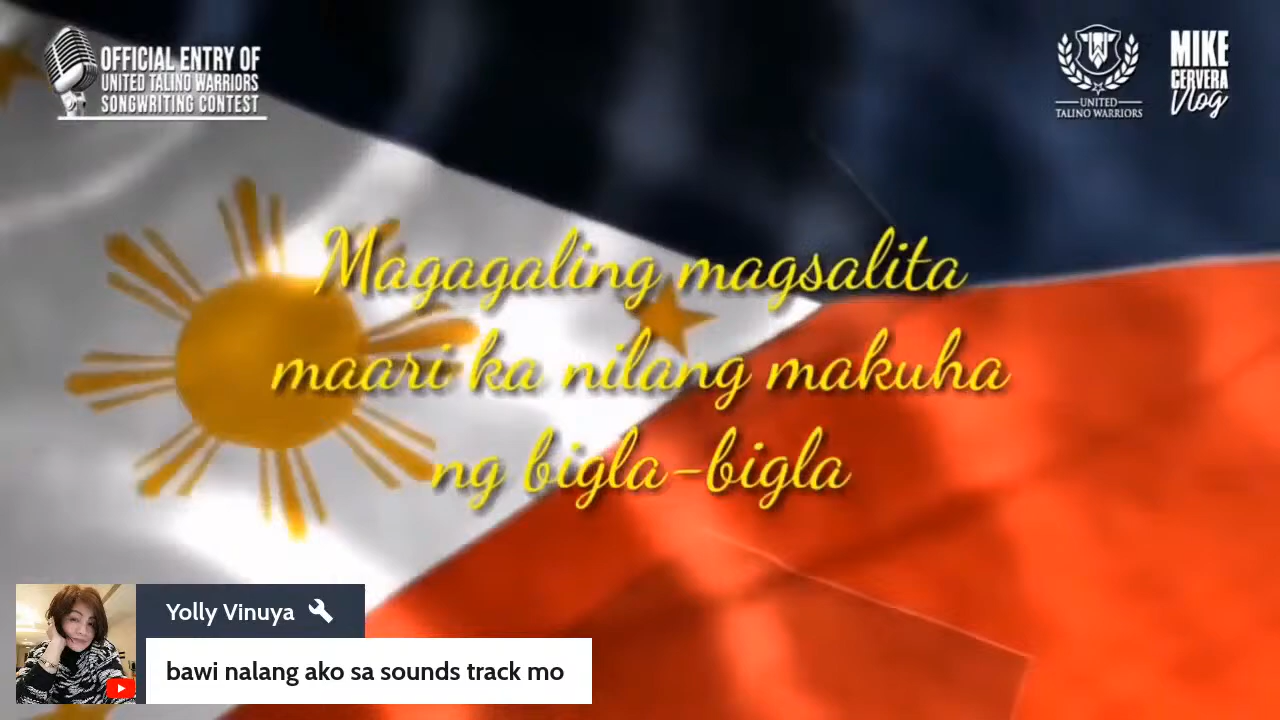 OFFICIAL ENTRY OF
UNITED TALINO WARRIORS
SONGWRITING CONTEST
UNITED
TALINO WARRIORS
MIKE
CERVERA
Vlog
Magagaling magsalita
maari ka nilang makuha
ng bigla-bigla
Yolly Vinuya
bawi nalang ako sa sounds track mo